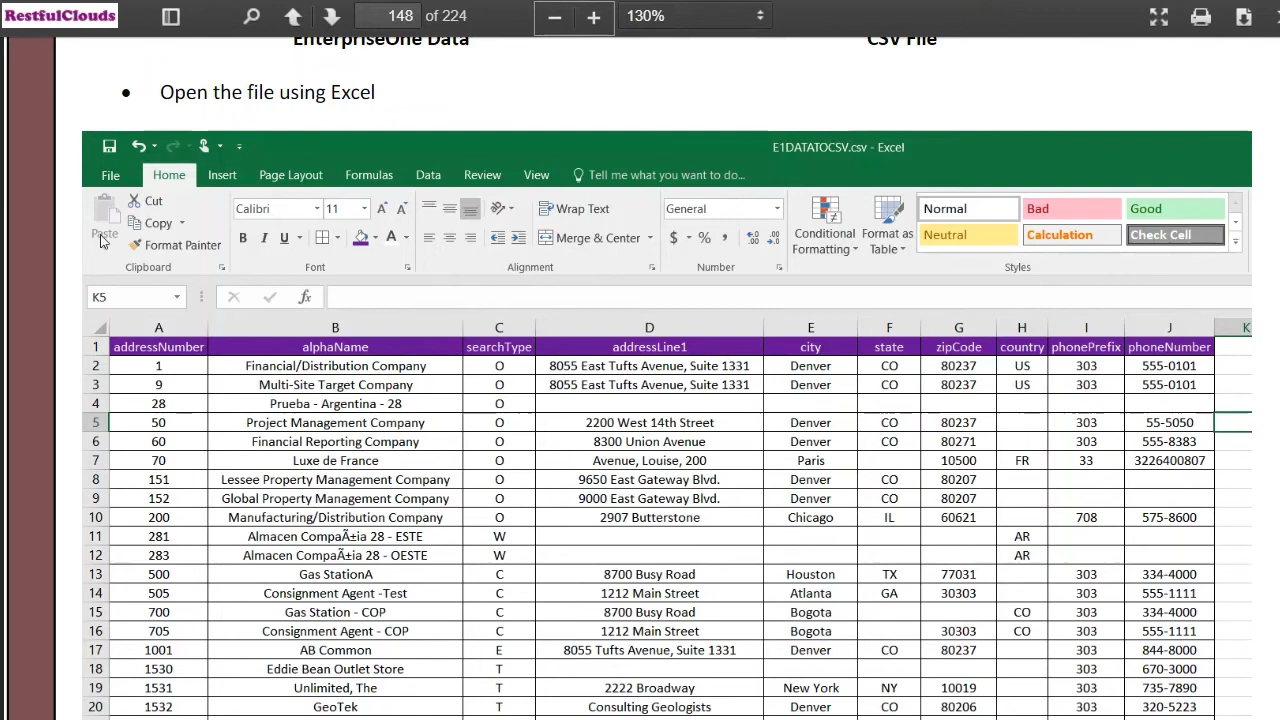 RestfulClouds
148 of 224
130%
EnterpriseOne Data CSV File
• Open the file using Excel
E1DATATOCSV.csv - Excel
File Home Insert Page Layout Formulas Data Review View Tell me what you want to do...
Paste Cut Copy Format Painter
Calibri 11 Wrap Text General
B I U Merge & Center $ % ,
Conditional Formatting Format as Table
Normal Bad Good
Neutral Calculation Check Cell
Clipboard Font Alignment Number Styles
K5 fx
A B C D E F G H I J K
1 addressNumber alphaName searchType addressLine1 city state zipCode country phonePrefix phoneNumber
2 1 Financial/Distribution Company O 8055 East Tufts Avenue, Suite 1331 Denver CO 80237 US 303 555-0101
3 9 Multi-Site Target Company O 8055 East Tufts Avenue, Suite 1331 Denver CO 80237 US 303 555-0101
4 28 Prueba - Argentina - 28 O
5 50 Project Management Company O 2200 West 14th Street Denver CO 80237 303 55-5050
6 60 Financial Reporting Company O 8300 Union Avenue Denver CO 80271 303 555-8383
7 70 Luxe de France O Avenue, Louise, 200 Paris 10500 FR 33 3226400807
8 151 Lessee Property Management Company O 9650 East Gateway Blvd. Denver CO 80207
9 152 Global Property Management Company O 9000 East Gateway Blvd. Denver CO 80207
10 200 Manufacturing/Distribution Company O 2907 Butterstone Chicago IL 60621 708 575-8600
11 281 Almacen CompaÃ±ia 28 - ESTE W AR
12 283 Almacen CompaÃ±ia 28 - OESTE W AR
13 500 Gas StationA C 8700 Busy Road Houston TX 77031 303 334-4000
14 505 Consignment Agent -Test C 1212 Main Street Atlanta GA 30303 303 555-1111
15 700 Gas Station - COP C 8700 Busy Road Bogota CO 303 334-4000
16 705 Consignment Agent - COP C 1212 Main Street Bogota 30303 CO 303 555-1111
17 1001 AB Common E 8055 Tufts Avenue, Suite 1331 Denver CO 80237 303 844-8000
18 1530 Eddie Bean Outlet Store T 303 670-3000
19 1531 Unlimited, The T 2222 Broadway New York NY 10019 303 735-7890
20 1532 GeoTek T Consulting Geologists Denver CO 80206 303 320-5223